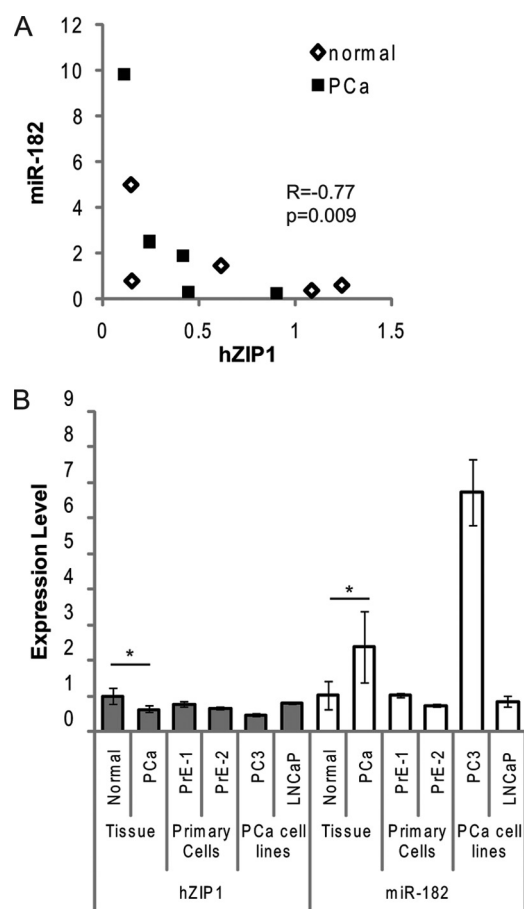 A
12
10
8
6
4
2
0
miR-182
normal
PCa
R=-0.77
p=0.009
0 0.5 1 1.5
hZIP1
B
9
8
7
6
5
4
3
2
1
0
Expression Level
* *
Normal PCa PrE-1 PrE-2 PC3 LNCaP Normal PCa PrE-1 PrE-2 PC3 LNCaP
Tissue Primary PCa cell Tissue Primary PCa cell
Cells lines Cells lines
hZIP1 miR-182